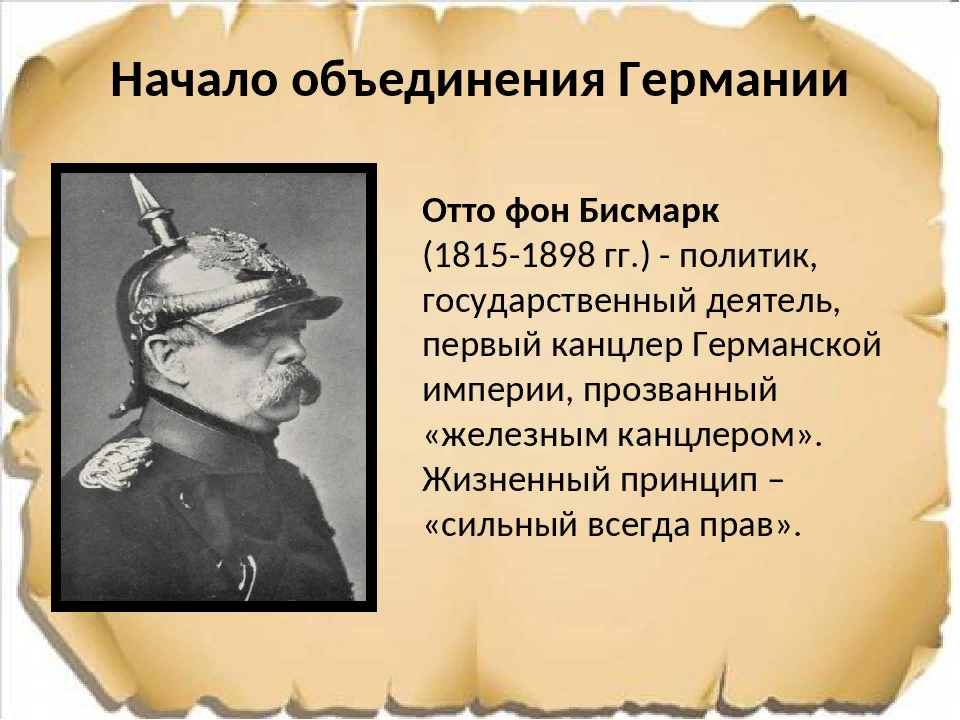 Начало объединения Германии
Отто фон Бисмарк
(1815-1898 гг.) - политик,
государственный деятель,
первый канцлер Германской
империи, прозванный
«железным канцлером».
Жизненный принцип –
«сильный всегда прав».